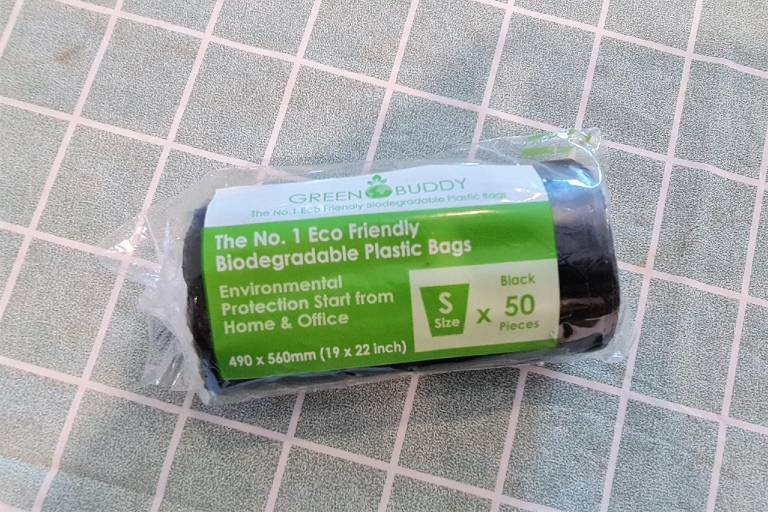 GREEN BUDDY
The No.1 Eco Friendly Biodegradable Plastic Bags
The No. 1 Eco Friendly
Biodegradable Plastic Bags
Environmental
Protection Start from
Home & Office
490 x 560mm (19 x 22 inch)
S
Size
x
Black
50
Pieces